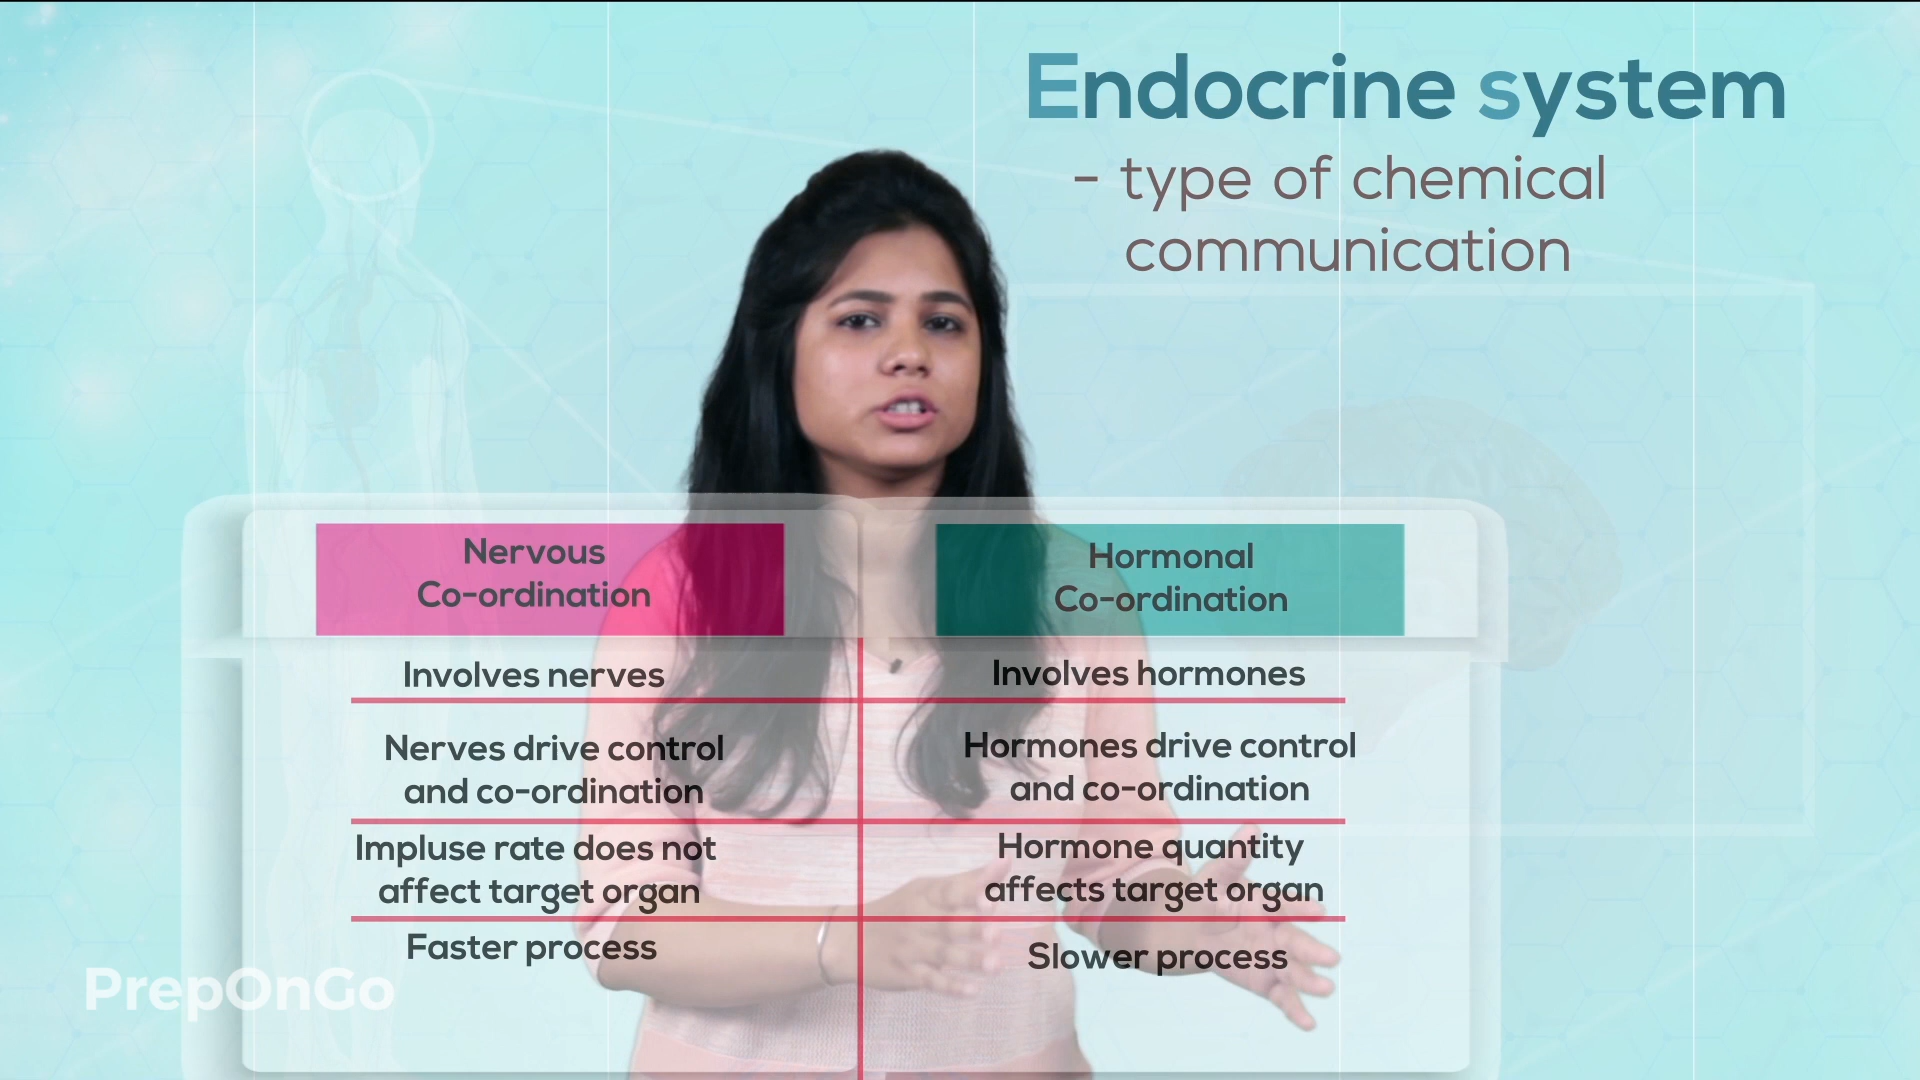 Endocrine system
- type of chemical
communication
Nervous
Co-ordination
Hormonal
Co-ordination
Involves nerves
Involves hormones
Nerves drive control
and co-ordination
Hormones drive control
and co-ordination
Impluse rate does not
affect target organ
Hormone quantity
affects target organ
Faster process
Slower process
PrepOnGo